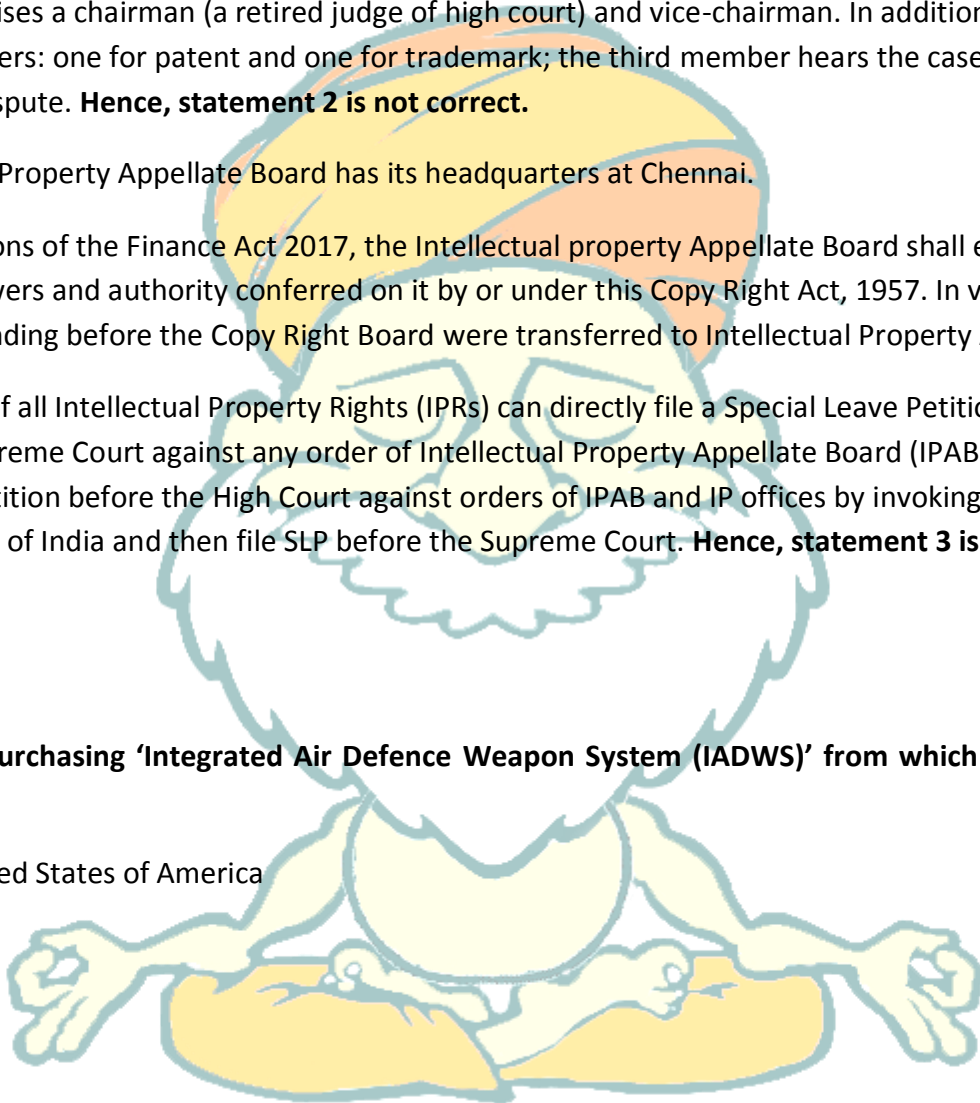 ises a chairman (a retired judge of high court) and vice-chairman. In addition
ers: one for patent and one for trademark; the third member hears the case
spute. Hence, statement 2 is not correct.
Property Appellate Board has its headquarters at Chennai.
ons of the Finance Act 2017, the Intellectual property Appellate Board shall e
vers and authority conferred on it by or under this Copy Right Act, 1957. In v
ding before the Copy Right Board were transferred to Intellectual Property
f all Intellectual Property Rights (IPRs) can directly file a Special Leave Petitio
reme Court against any order of Intellectual Property Appellate Board (IPAB
tition before the High Court against orders of IPAB and IP offices by invoking
of India and then file SLP before the Supreme Court. Hence, statement 3 is
urchasing ‘Integrated Air Defence Weapon System (IADWS)’ from which
ed States of America